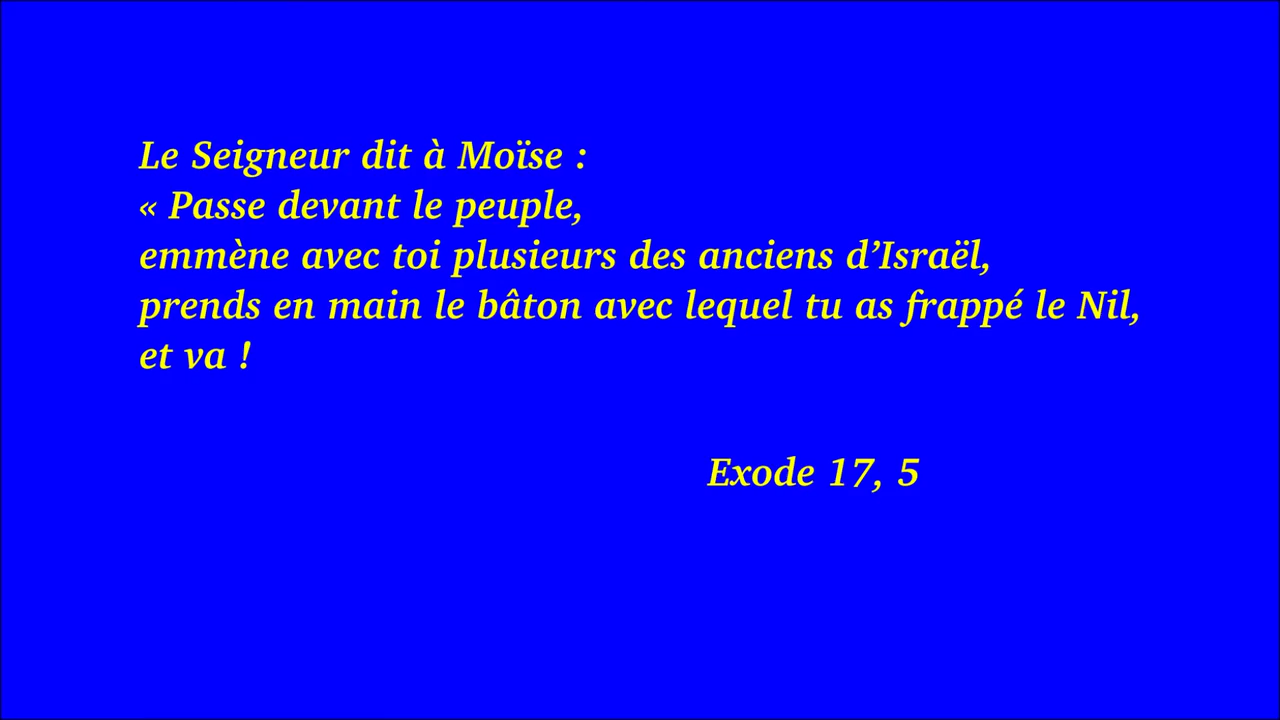 Le Seigneur dit à Moïse :
« Passe devant le peuple,
emmène avec toi plusieurs des anciens d’Israël,
prends en main le bâton avec lequel tu as frappé le Nil,
et va !
Exode 17, 5